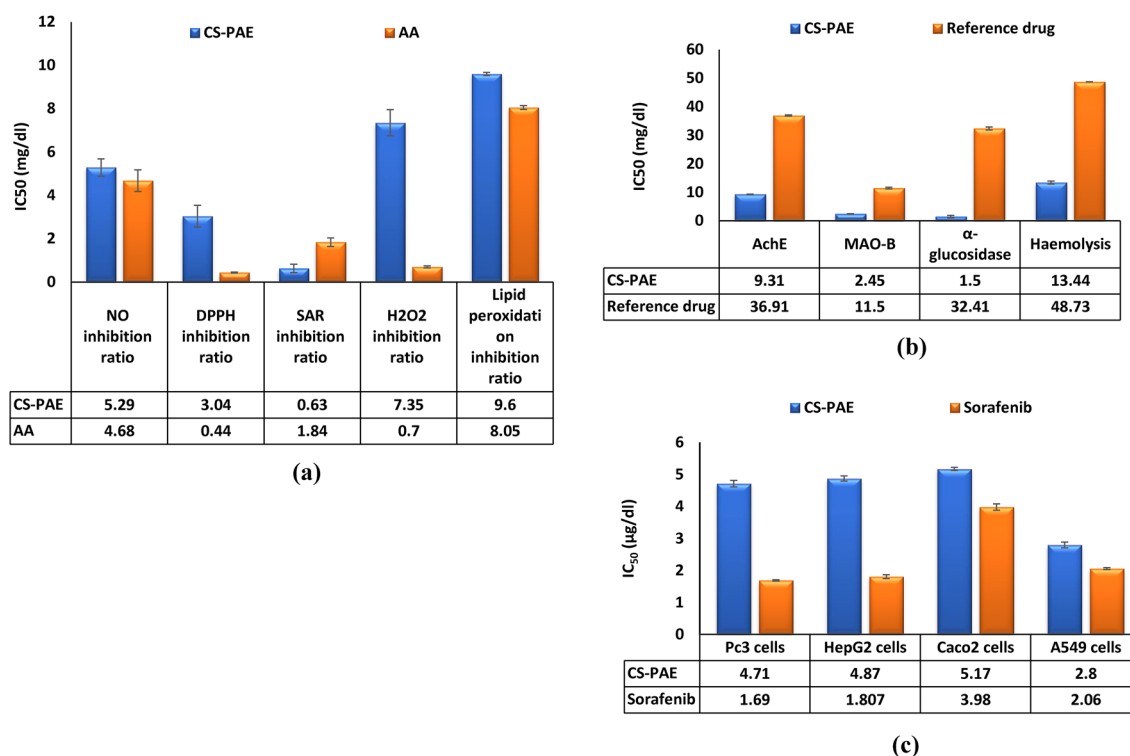 CS-PAE AA
IC50 (mg/dl)
12
10
8
6
4
2
0
NO inhibition ratio
DPPH inhibition ratio
SAR inhibition ratio
H2O2 inhibition ratio
Lipid peroxidati on inhibition ratio
CS-PAE 5.29 3.04 0.63 7.35 9.6
AA 4.68 0.44 1.84 0.7 8.05
(a)
CS-PAE Reference drug
IC50 (mg/dl)
60
50
40
30
20
10
0
AchE MAO-B α-glucosidase Haemolysis
CS-PAE 9.31 2.45 1.5 13.44
Reference drug 36.91 11.5 32.41 48.73
(b)
CS-PAE Sorafenib
IC₅₀ (µg/dl)
6
5
4
3
2
1
0
Pc3 cells HepG2 cells Caco2 cells A549 cells
CS-PAE 4.71 4.87 5.17 2.8
Sorafenib 1.69 1.807 3.98 2.06
(c)